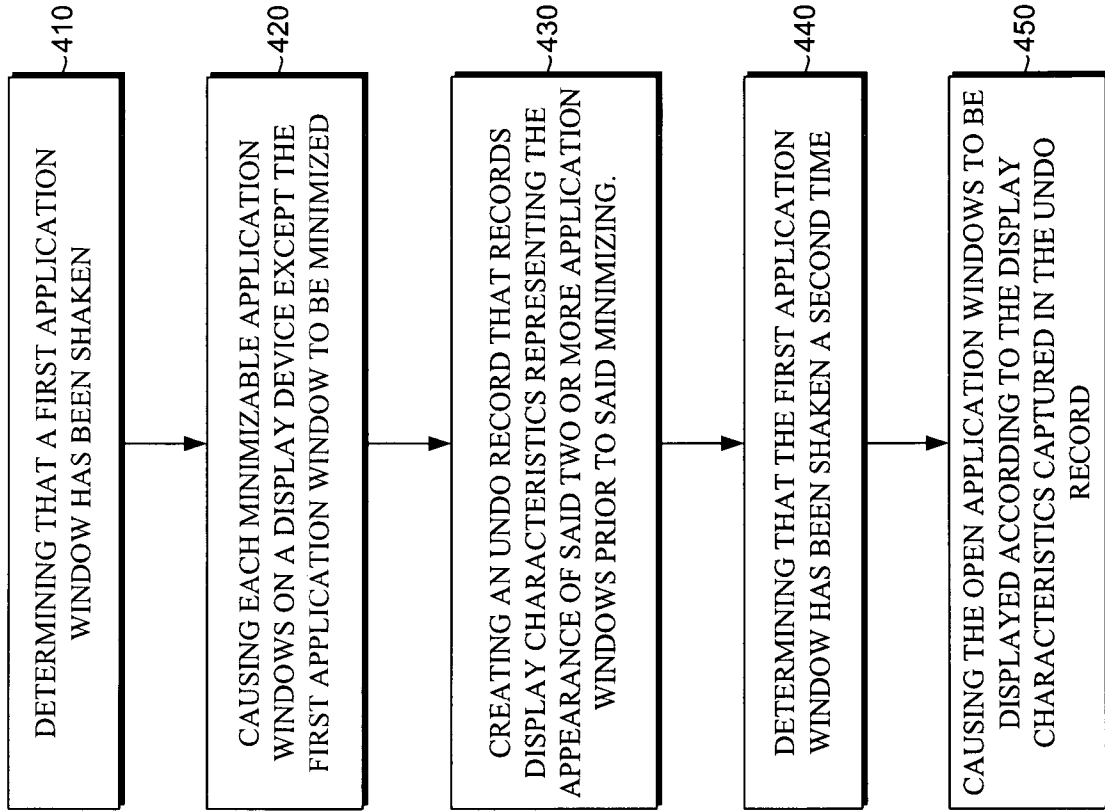 410
DETERMINING THAT A FIRST APPLICATION
WINDOW HAS BEEN SHAKEN
420
CAUSING EACH MINIMIZABLE APPLICATION
WINDOWS ON A DISPLAY DEVICE EXCEPT THE
FIRST APPLICATION WINDOW TO BE MINIMIZED
430
CREATING AN UNDO RECORD THAT RECORDS
DISPLAY CHARACTERISTICS REPRESENTING THE
APPEARANCE OF SAID TWO OR MORE APPLICATION
WINDOWS PRIOR TO SAID MINIMIZING.
440
DETERMINING THAT THE FIRST APPLICATION
WINDOW HAS BEEN SHAKEN A SECOND TIME
450
CAUSING THE OPEN APPLICATION WINDOWS TO BE
DISPLAYED ACCORDING TO THE DISPLAY
CHARACTERISTICS CAPTURED IN THE UNDO
RECORD